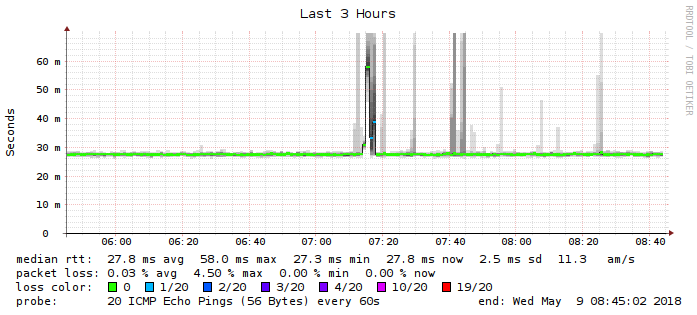 Last 3 Hours
RRDTOOL / TOBI OETIKER
Seconds
60 m
50 m
40 m
30 m
20 m
10 m
0
06:00 06:20 06:40 07:00 07:20 07:40 08:00 08:20 08:40
median rtt: 27.8 ms avg 58.0 ms max 27.3 ms min 27.8 ms now 2.5 ms sd 11.3 am/s
packet loss: 0.03 % avg 4.50 % max 0.00 % min 0.00 % now
loss color: 0 1/20 2/20 3/20 4/20 10/20 19/20
probe: 20 ICMP Echo Pings (56 Bytes) every 60s end: Wed May 9 08:45:02 2018